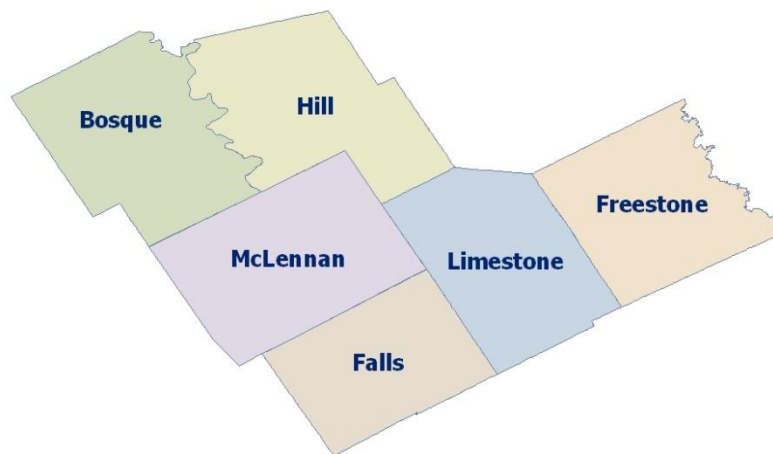 Hill
Bosque
Freestone
McLennan
Limestone
Falls